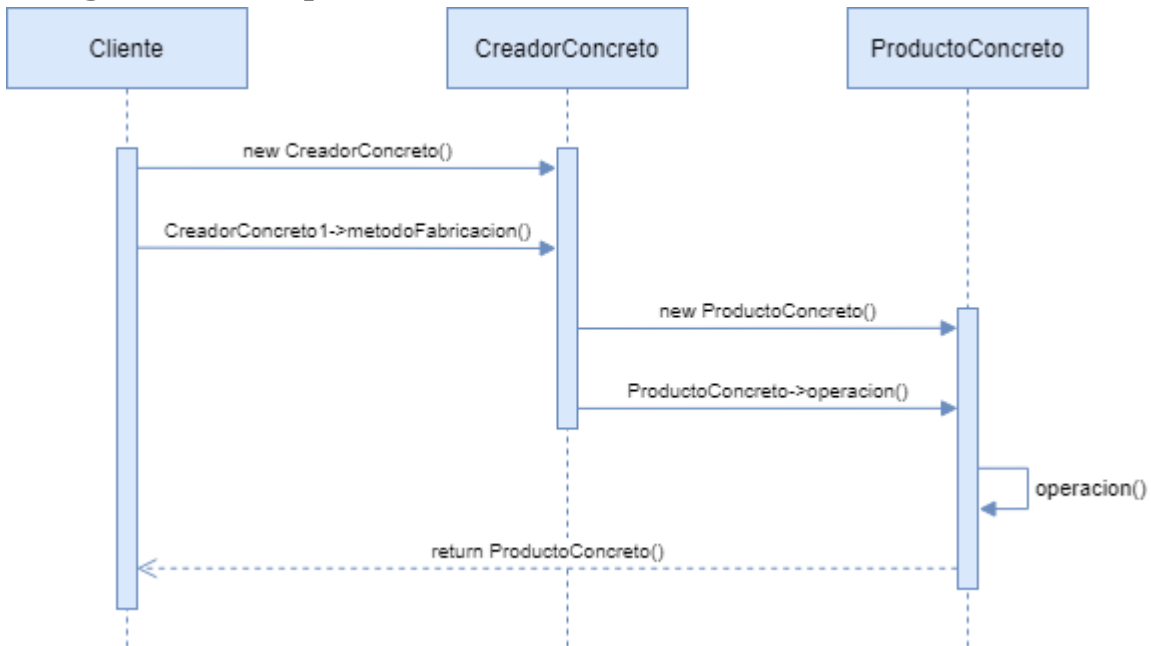 Cliente
CreadorConcreto
ProductoConcreto
new CreadorConcreto()
CreadorConcreto1->metodoFabricacion()
new ProductoConcreto()
ProductoConcreto->operacion()
operacion()
return ProductoConcreto()